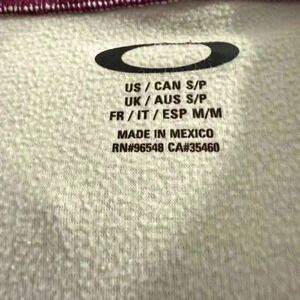 US / CAN S/P
UK / AUS S/P
FR / IT / ESP M/M
MADE IN MEXICO
RN#96548 CA#35460